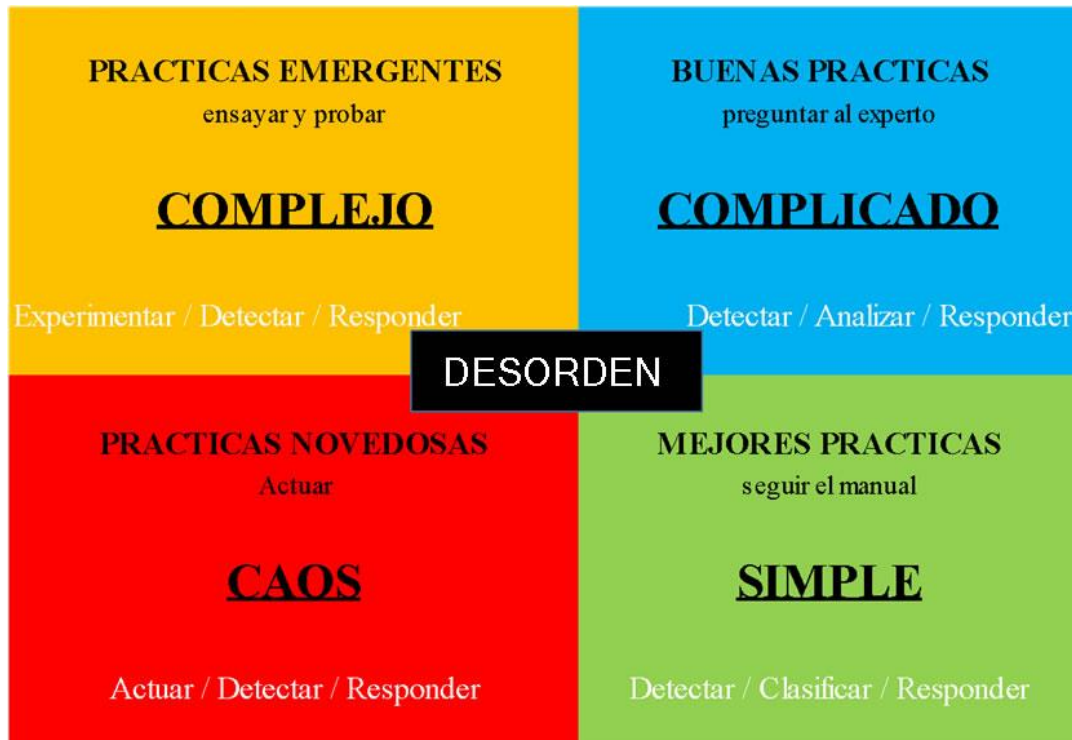 PRACTICAS EMERGENTES
ensayar y probar
COMPLEJO
Experimentar / Detectar / Responder
BUENAS PRACTICAS
preguntar al experto
COMPLICADO
Detectar / Analizar / Responder
DESORDEN
PRACTICAS NOVEDOSAS
Actuar
CAOS
Actuar / Detectar / Responder
MEJORES PRACTICAS
seguir el manual
SIMPLE
Detectar / Clasificar / Responder